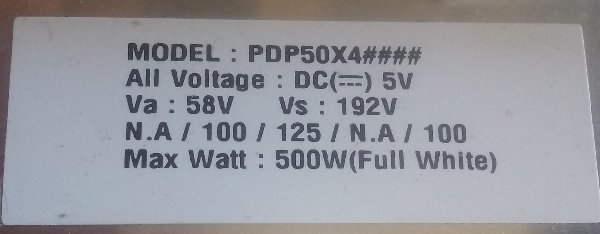 MODEL : PDP50X4####
All Voltage : DC(⎓) 5V
Va : 58V Vs : 192V
N.A / 100 / 125 / N.A / 100
Max Watt : 500W(Full White)